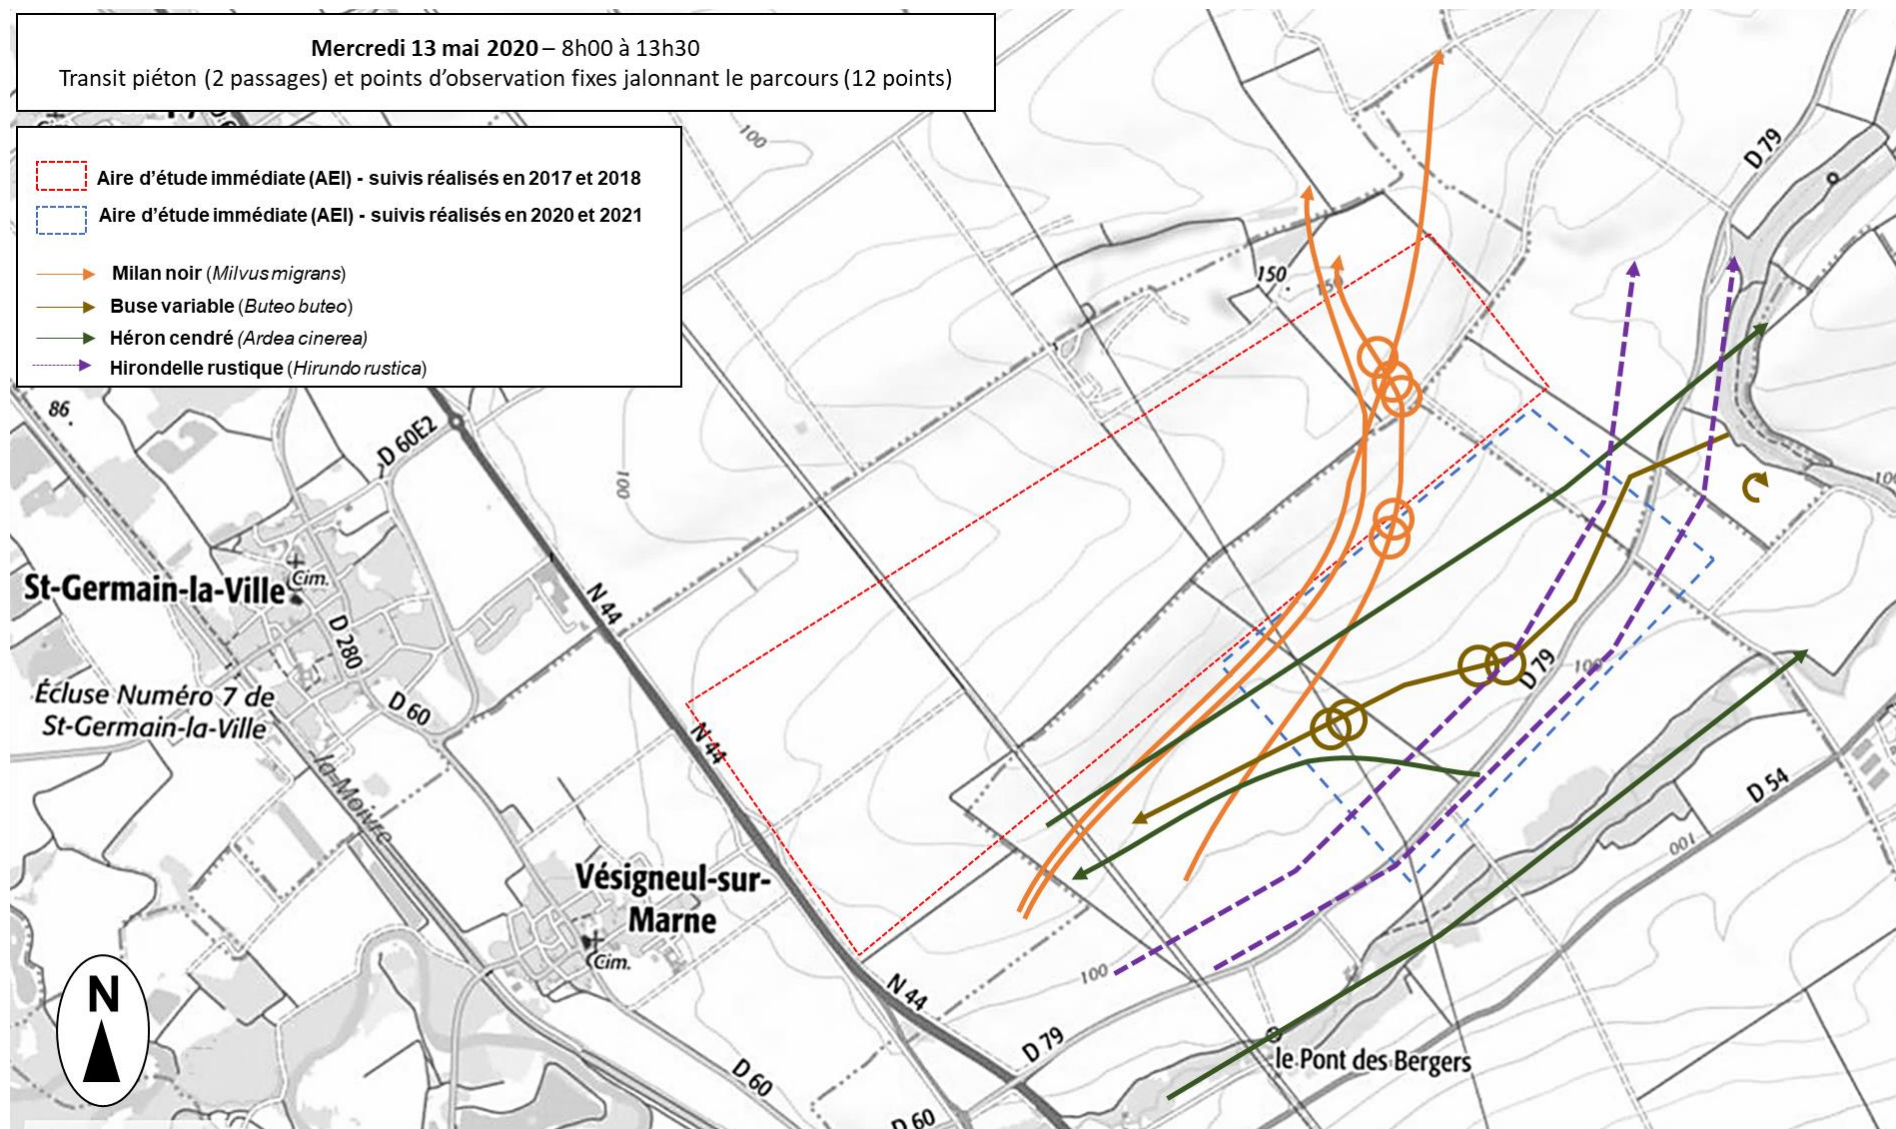 Mercredi 13 mai 2020 – 8h00 à 13h30
Transit piéton (2 passages) et points d'observation fixes jalonnant le parcours (12 points)
Aire d'étude immédiate (AEI) - suivis réalisés en 2017 et 2018
Aire d'étude immédiate (AEI) - suivis réalisés en 2020 et 2021
Milan noir (Milvus migrans)
Buse variable (Buteo buteo)
Héron cendré (Ardea cinerea)
Hirondelle rustique (Hirundo rustica)
100
D 79
150
150
86
D 60E2
100
100
St-Germain-la-Ville
Cim.
N 44
D 280
D 79
100
Écluse Numéro 7 de
St-Germain-la-Ville
D 60
N 44
la Moivre
D 54
100
Vésigneul-sur-
Marne
Cim.
100
N
N 44
D 79
le Pont des Bergers
D 60
D 60